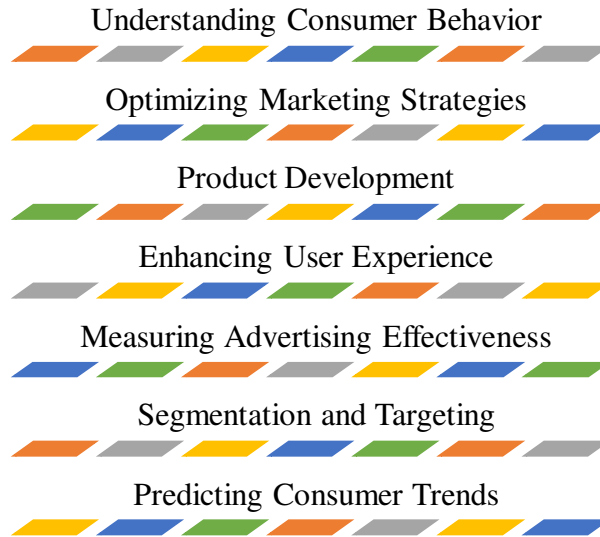 Understanding Consumer Behavior
Optimizing Marketing Strategies
Product Development
Enhancing User Experience
Measuring Advertising Effectiveness
Segmentation and Targeting
Predicting Consumer Trends